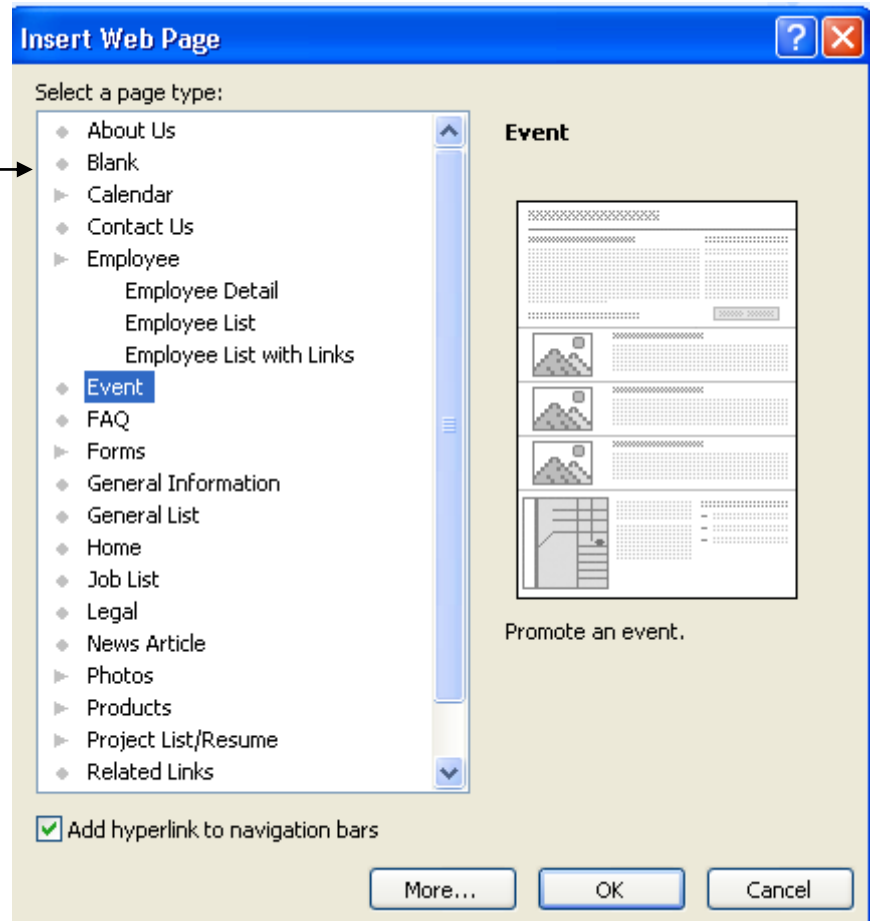 Insert Web Page
Select a page type:
About Us
Blank
Calendar
Contact Us
Employee
Employee Detail
Employee List
Employee List with Links
Event
FAQ
Forms
General Information
General List
Home
Job List
Legal
News Article
Photos
Products
Project List/Resume
Related Links
Event
Promote an event.
Add hyperlink to navigation bars
More...
OK
Cancel